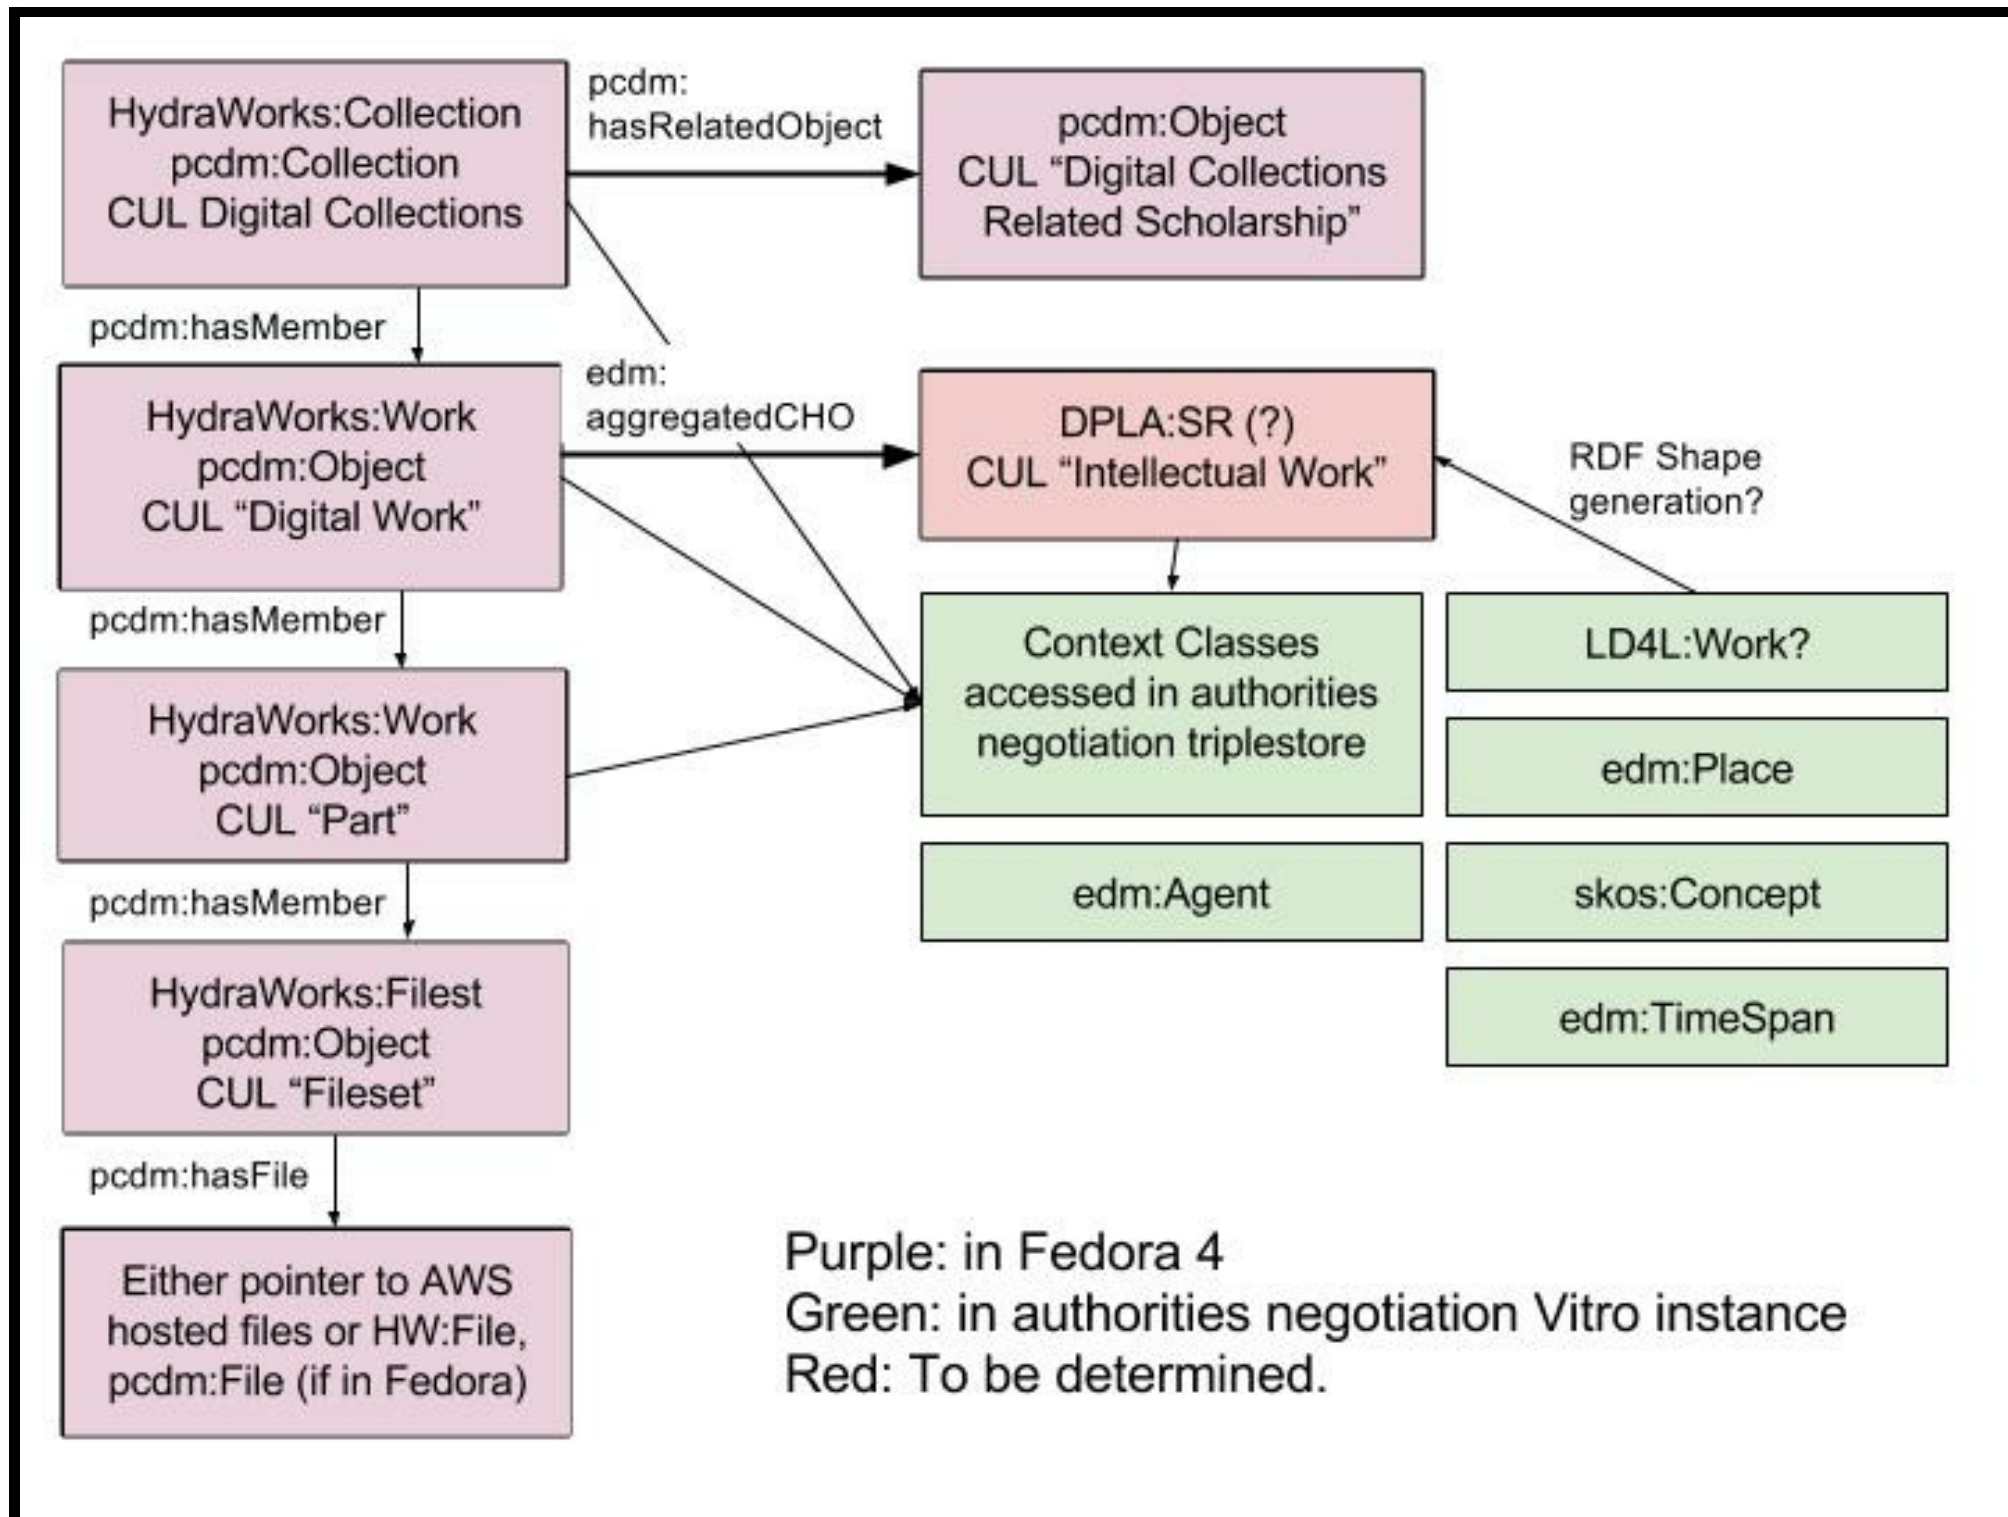 HydraWorks:Collection
pcdm:Collection
CUL Digital Collections
pcdm:
hasRelatedObject
pcdm:Object
CUL “Digital Collections
Related Scholarship”
pcdm:hasMember
HydraWorks:Work
pcdm:Object
CUL “Digital Work”
edm:
aggregatedCHO
DPLA:SR (?)
CUL “Intellectual Work”
RDF Shape
generation?
pcdm:hasMember
HydraWorks:Work
pcdm:Object
CUL “Part”
Context Classes
accessed in authorities
negotiation triplestore
LD4L:Work?
edm:Place
edm:Agent
skos:Concept
edm:TimeSpan
pcdm:hasMember
HydraWorks:Filest
pcdm:Object
CUL “Fileset”
pcdm:hasFile
Either pointer to AWS
hosted files or HW:File,
pcdm:File (if in Fedora)
Purple: in Fedora 4
Green: in authorities negotiation Vitro instance
Red: To be determined.